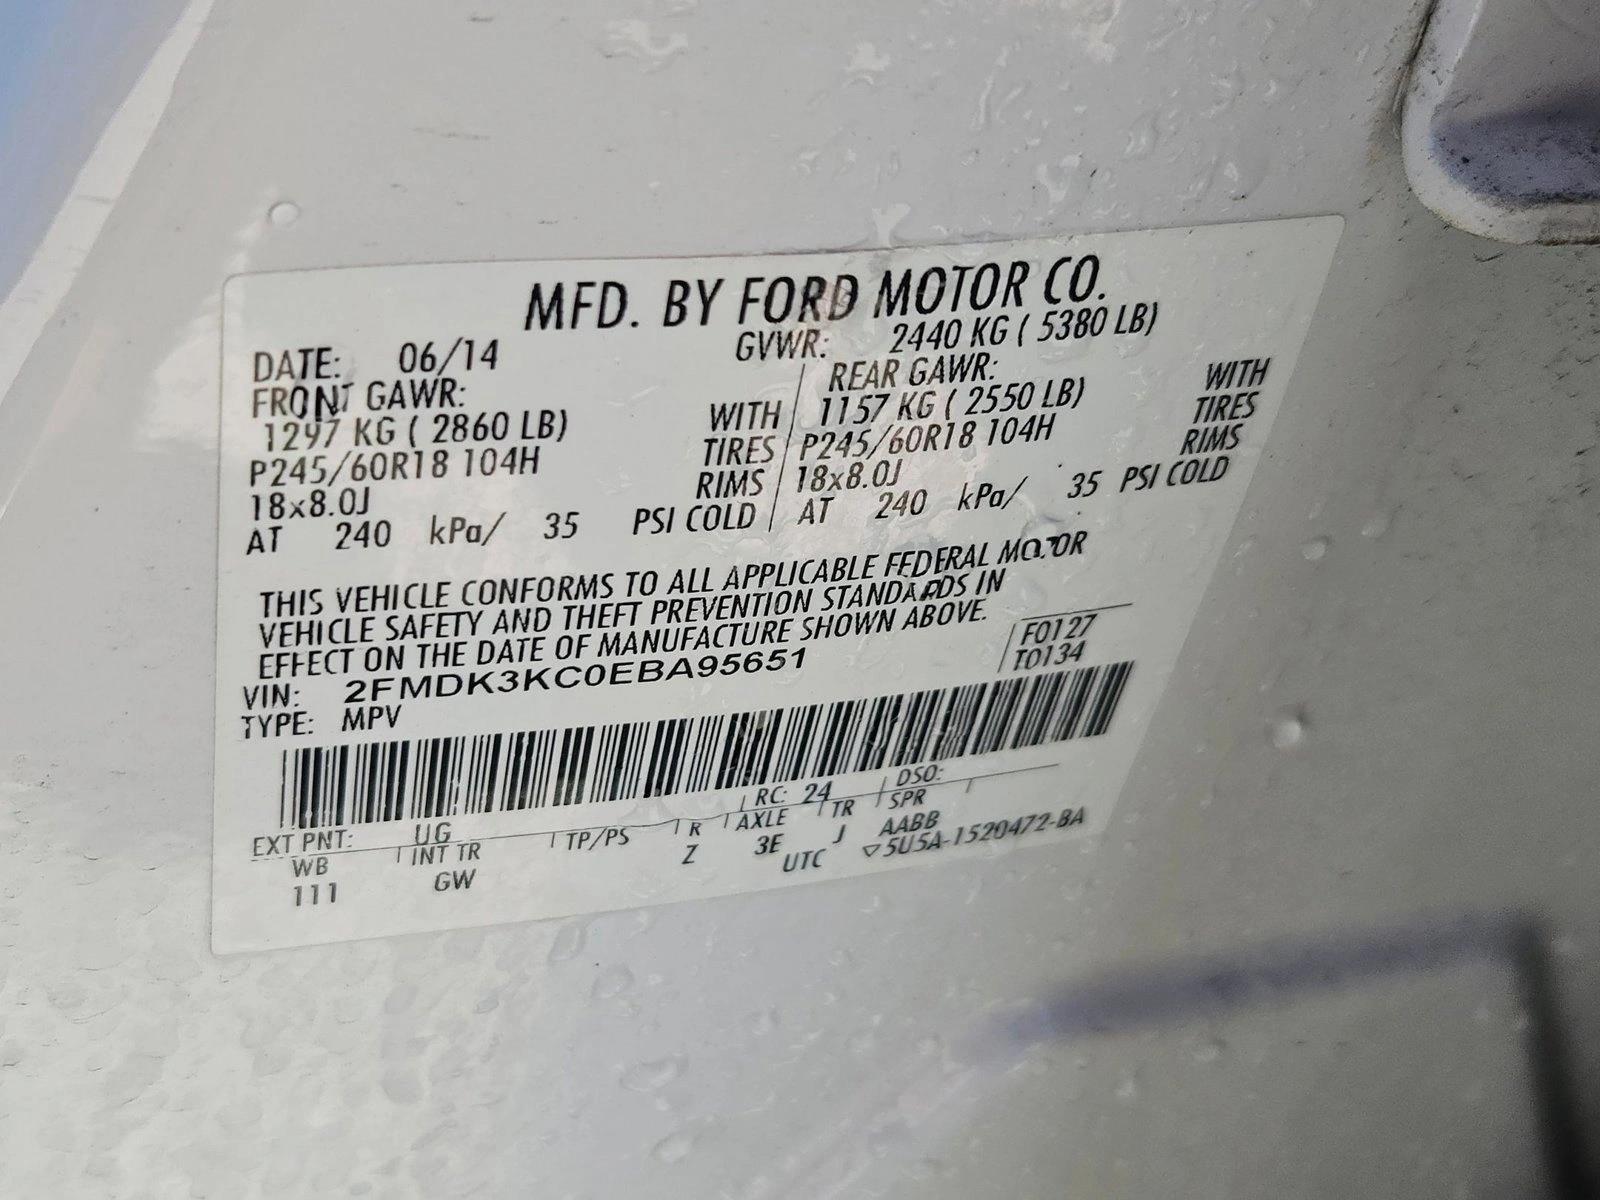 MFD. BY FORD MOTOR CO.
DATE: 06/14 GVWR: 2440 KG ( 5380 LB)
FRONT GAWR: REAR GAWR:
1297 KG ( 2860 LB) WITH 1157 KG ( 2550 LB) WITH
P245/60R18 104H TIRES P245/60R18 104H TIRES
18x8.0J RIMS 18x8.0J RIMS
AT 240 kPa/ 35 PSI COLD AT 240 kPa/ 35 PSI COLD
THIS VEHICLE CONFORMS TO ALL APPLICABLE FEDERAL MOTOR
VEHICLE SAFETY AND THEFT PREVENTION STANDARDS IN
EFFECT ON THE DATE OF MANUFACTURE SHOWN ABOVE.
F0127
VIN: 2FMDK3KC0EBA95651 T0134
TYPE: MPV
EXT PNT: UG RC: 24 DSO:
WB INT TR TP/PS R AXLE TR SPR
111 GW Z 3E J AABB
UTC ▽5U5A-1520472-BA